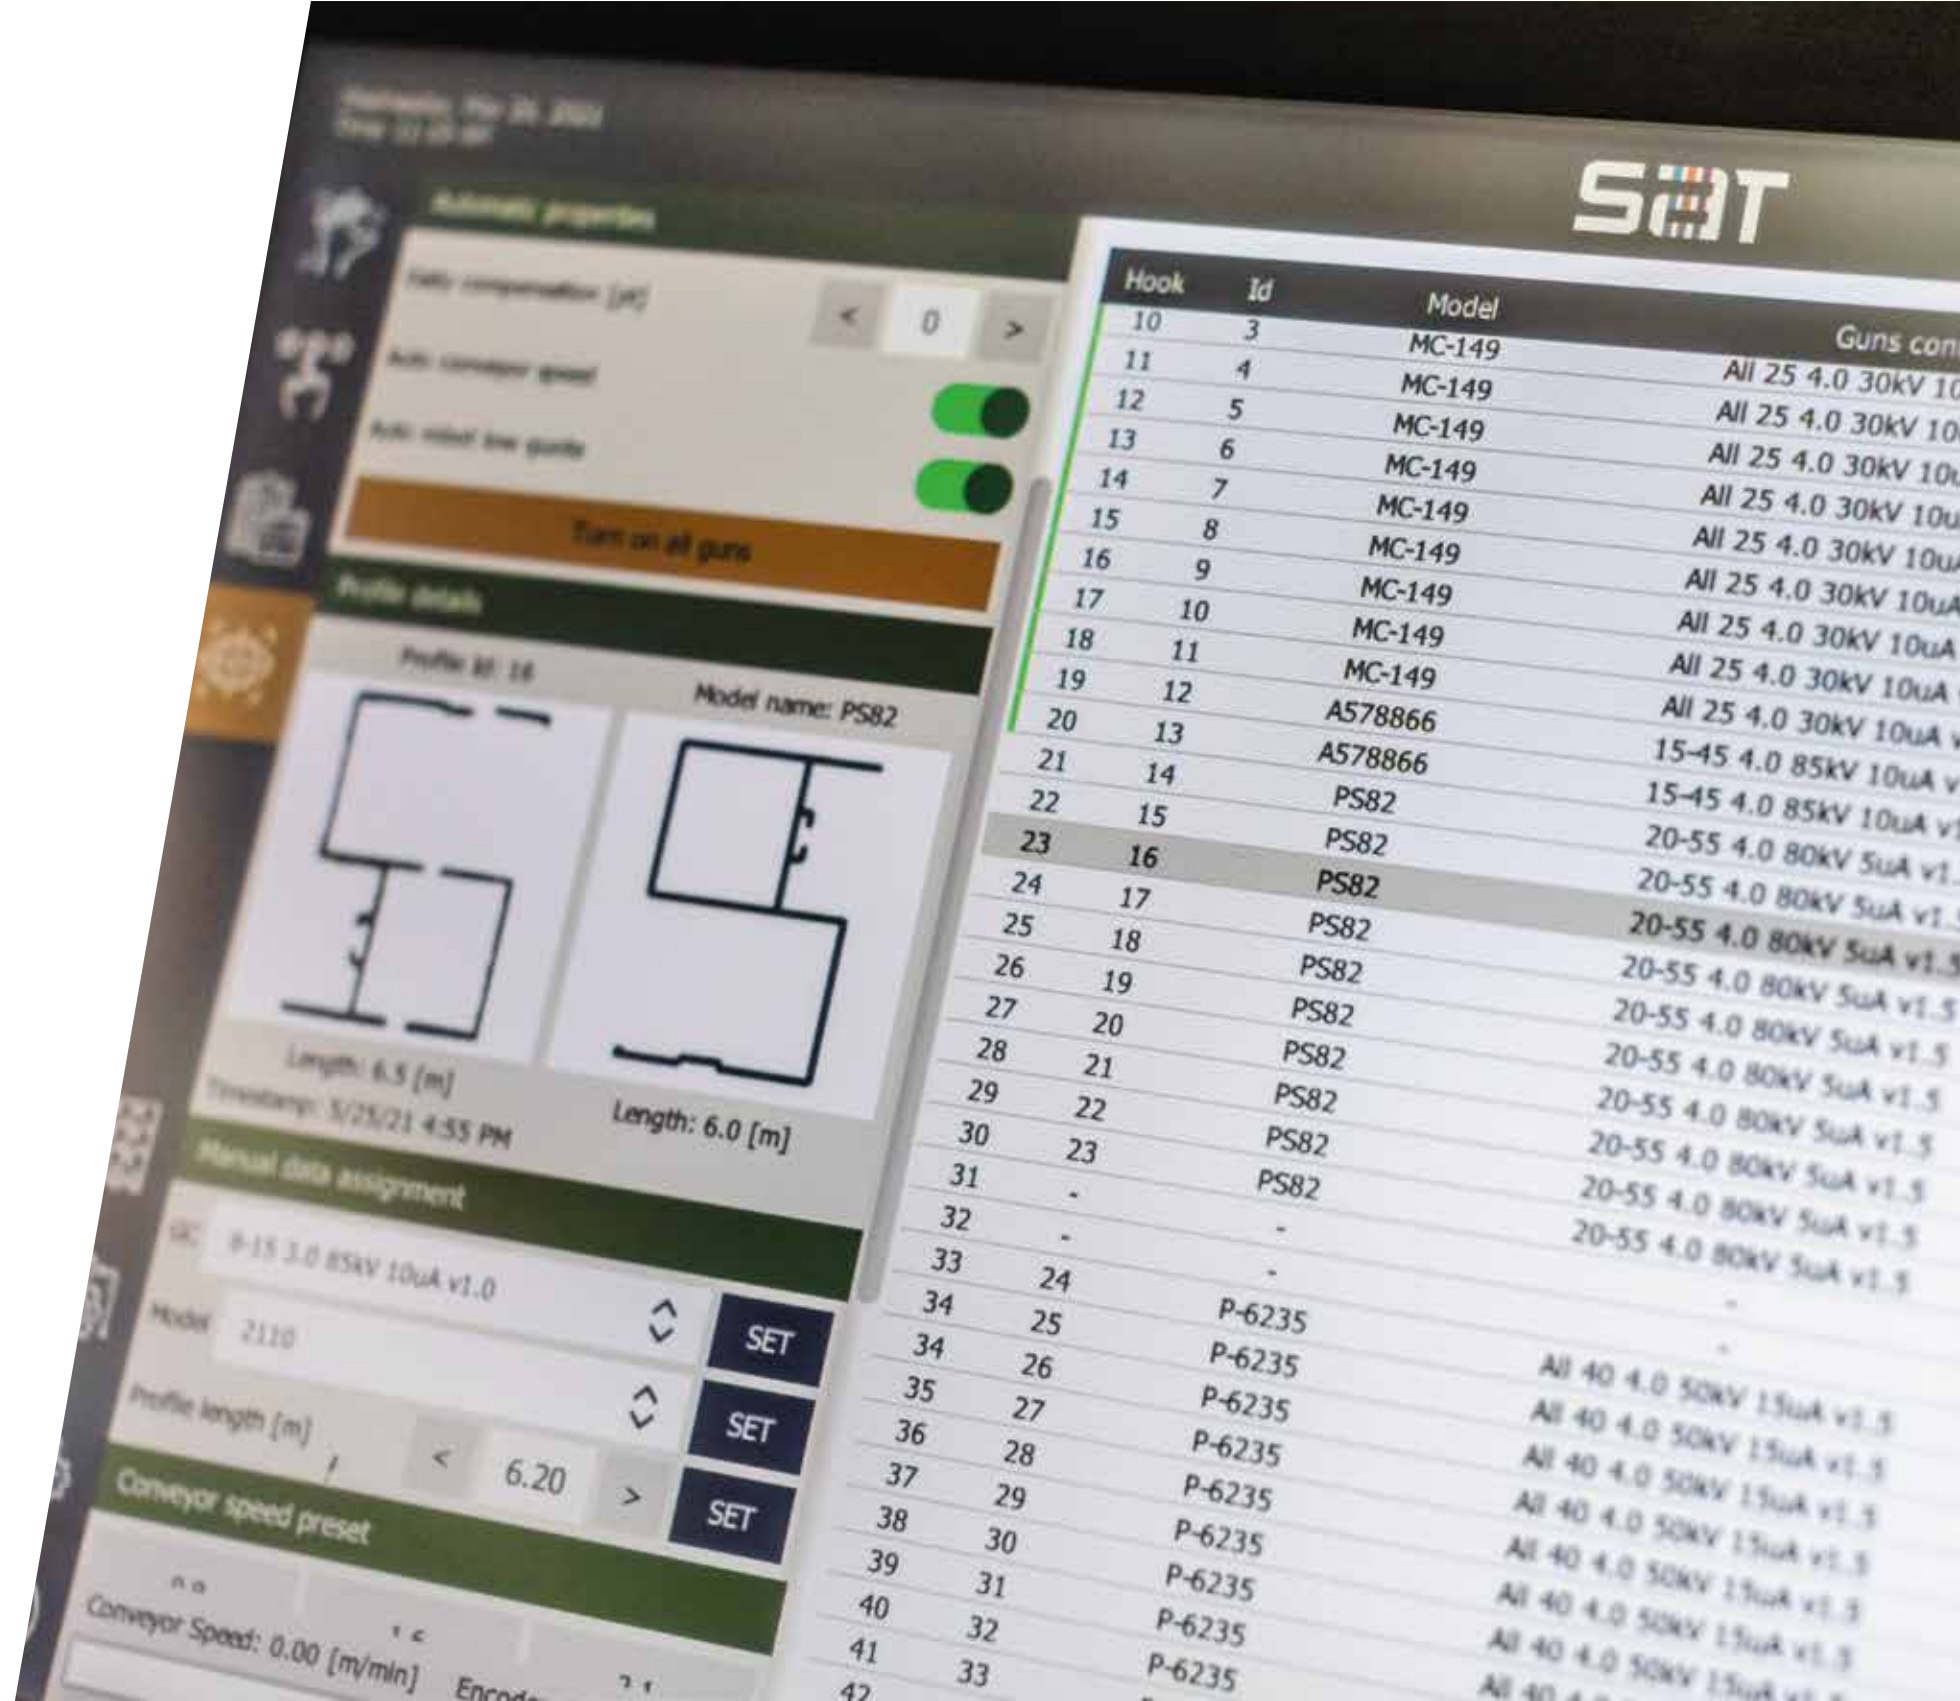 SAT
Automatic properties
0
Auto conveyor speed
Turn on all guns
Profile details
Profile id: 16
Model name: PS82
Length: 6.5 [m]
Timestamp: 5/25/21 4:55 PM
Length: 6.0 [m]
Manual data assignment
8-15 3.0 85kV 10uA v1.0
SET
Model 2110
SET
Profile length [m]
< 6.20 >
SET
Conveyor speed preset
Conveyor Speed: 0.00 [m/min]
Hook Id Model Guns con
10 3 MC-149 All 25 4.0 30kV 10
11 4 MC-149 All 25 4.0 30kV 10
12 5 MC-149 All 25 4.0 30kV 10u
13 6 MC-149 All 25 4.0 30kV 10u
14 7 MC-149 All 25 4.0 30kV 10uA
15 8 MC-149 All 25 4.0 30kV 10uA
16 9 MC-149 All 25 4.0 30kV 10uA
17 10 MC-149 All 25 4.0 30kV 10uA
18 11 MC-149 All 25 4.0 30kV 10uA v
19 12 A578866 15-45 4.0 85kV 10uA v
20 13 A578866 15-45 4.0 85kV 10uA v1
21 14 PS82 20-55 4.0 80kV 5uA v1.
22 15 PS82 20-55 4.0 80kV 5uA v1.5
23 16 PS82 20-55 4.0 80kV 5uA v1.5
24 17 PS82 20-55 4.0 80kV 5uA v1.5
25 18 PS82 20-55 4.0 80kV 5uA v1.5
26 19 PS82 20-55 4.0 80kV 5uA v1.5
27 20 PS82 20-55 4.0 80kV 5uA v1.5
28 21 PS82 20-55 4.0 80kV 5uA v1.5
29 22 PS82 20-55 4.0 80kV 5uA v1.5
30 23 PS82 20-55 4.0 80kV 5uA v1.5
31 - - -
32 - - -
33 24 P-6235 All 40 4.0 50kV 15uA v1.5
34 25 P-6235 All 40 4.0 50kV 15uA v1.5
34 26 P-6235 All 40 4.0 50kV 15uA v1.5
35 27 P-6235 All 40 4.0 50kV 15uA v1.5
36 28 P-6235 All 40 4.0 50kV 15uA v1.5
37 29 P-6235 All 40 4.0 50kV 15uA v1.5
38 30 P-6235 All 40 4.0 50kV 15uA
39 31 P-6235 All 40
40 32 P-6235
41 33
42